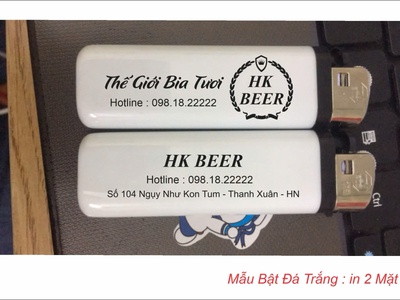 Thế Giới Bia Tươi
Hotline : 098.18.22222
HK
BEER
HK BEER
Hotline : 098.18.22222
Số 104 Ngụy Như Kon Tum - Thanh Xuân - HN
Ctrl
Mẫu Bật Đá Trắng : in 2 Mặt